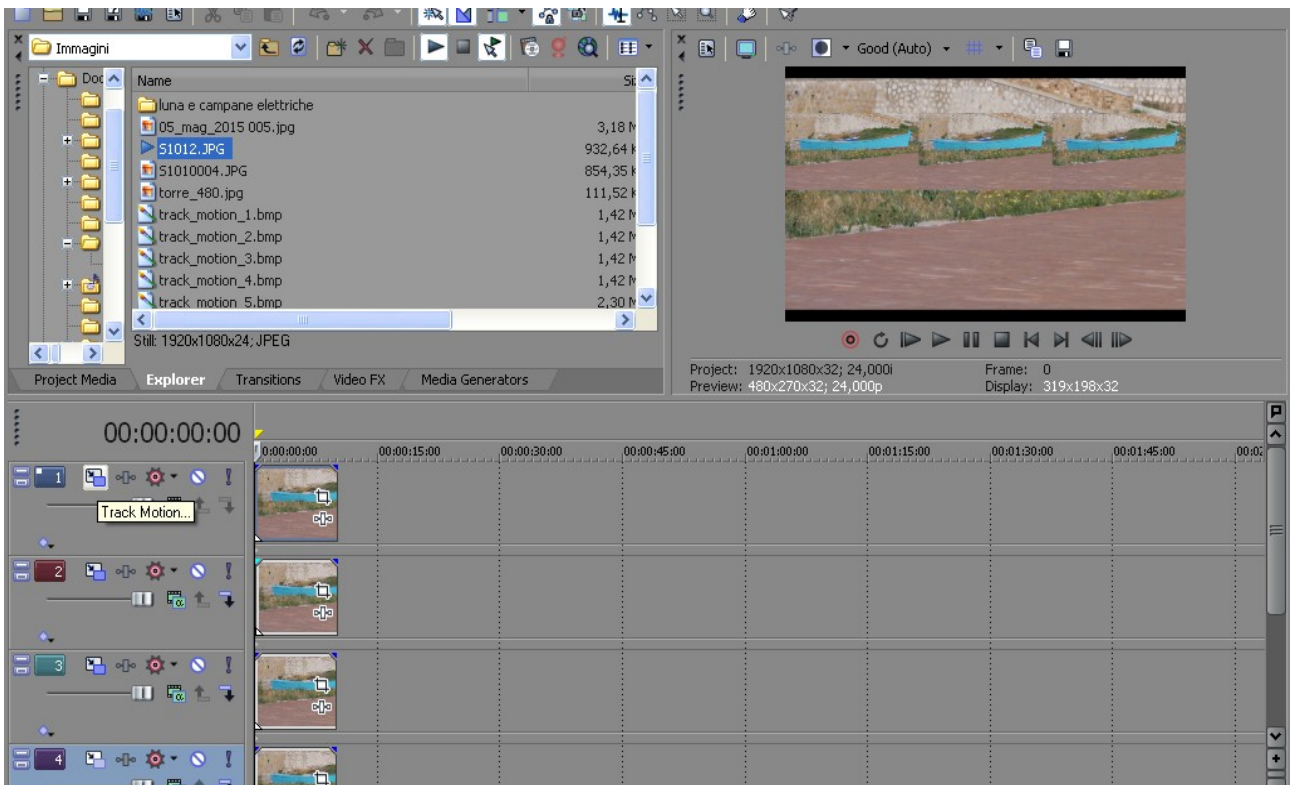 Immagini
Good (Auto)
Doc
Name
luna e campane elettriche
05_mag_2015 005.jpg 3,18 M
S1012.JPG 932,64 k
S1010004.JPG 854,35 k
torre_480.jpg 111,52 k
track_motion_1.bmp 1,42 M
track_motion_2.bmp 1,42 M
track_motion_3.bmp 1,42 M
track_motion_4.bmp 1,42 M
track_motion_5.bmp 2,30 M
Still: 1920x1080x24; JPEG
Project Media Explorer Transitions Video FX Media Generators
Project: 1920x1080x32; 24,000i Frame: 0
Preview: 480x270x32; 24,000p Display: 319x198x32
00:00:00:00
0:00:00:00 00:00:15:00 00:00:30:00 00:00:45:00 00:01:00:00 00:01:15:00 00:01:30:00 00:01:45:00 00:02
1
Track Motion...
2
3
4